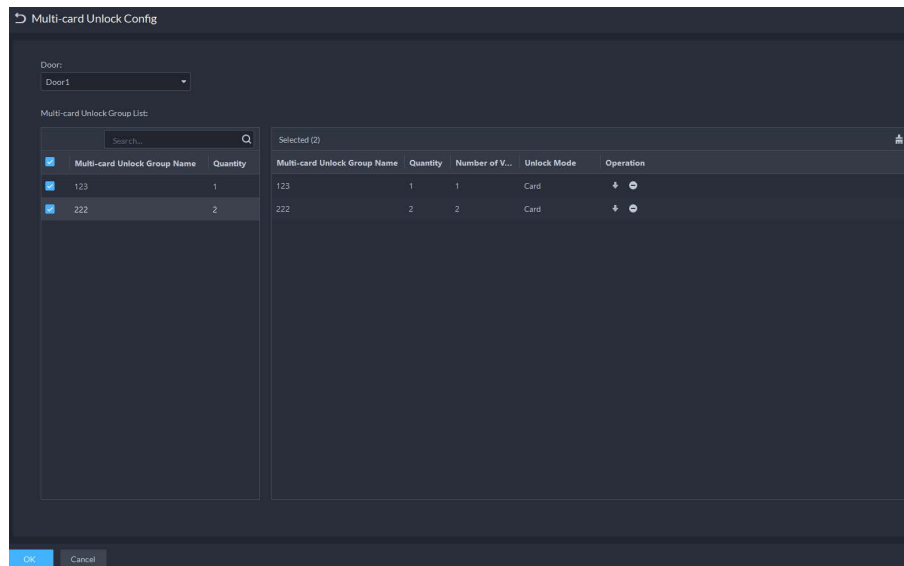 Multi-card Unlock Config
Door:
Door1
Multi-card Unlock Group List:
Search...
Selected (2)
Multi-card Unlock Group Name Quantity
123 1
222 2
Multi-card Unlock Group Name Quantity Number of V... Unlock Mode Operation
123 1 1 Card
222 2 2 Card
OK Cancel